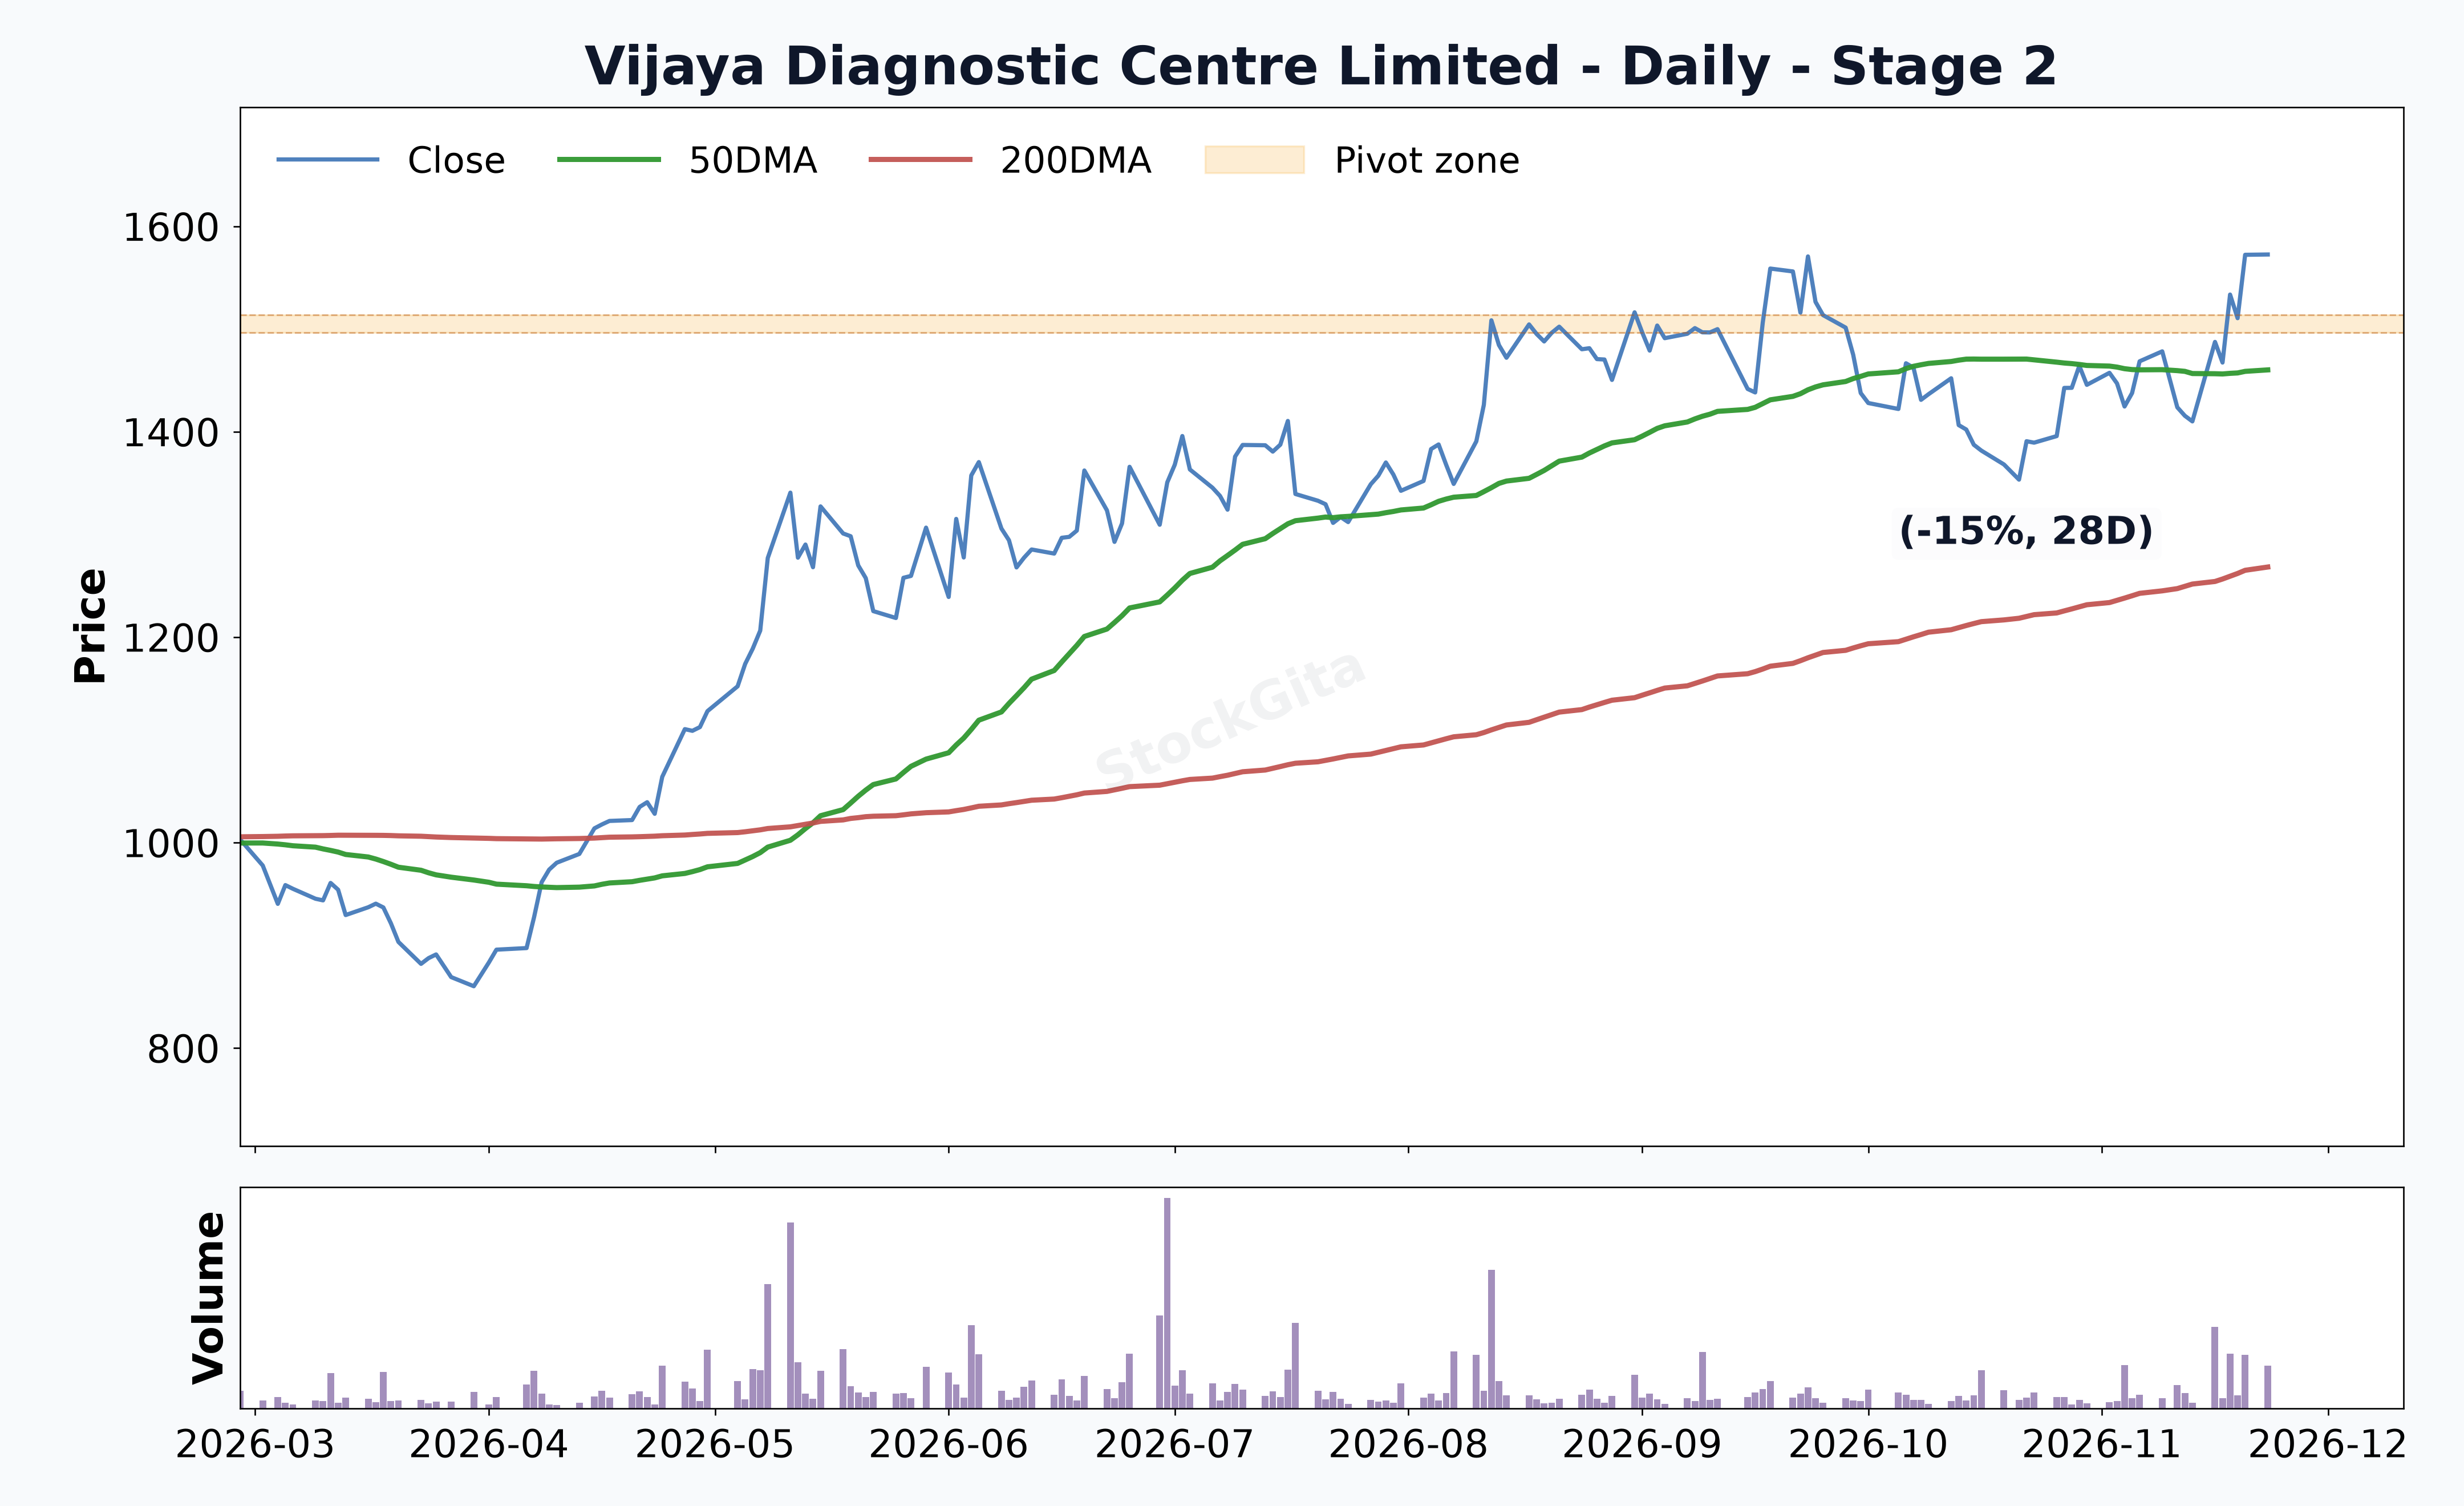 Vijaya Diagnostic Centre Limited - Daily - Stage 2
Close 50DMA 200DMA Pivot zone
1600
1400
1200
1000
800
Price
(-15%, 28D)
StockGita
Volume
2026-03 2026-04 2026-05 2026-06 2026-07 2026-08 2026-09 2026-10 2026-11 2026-12